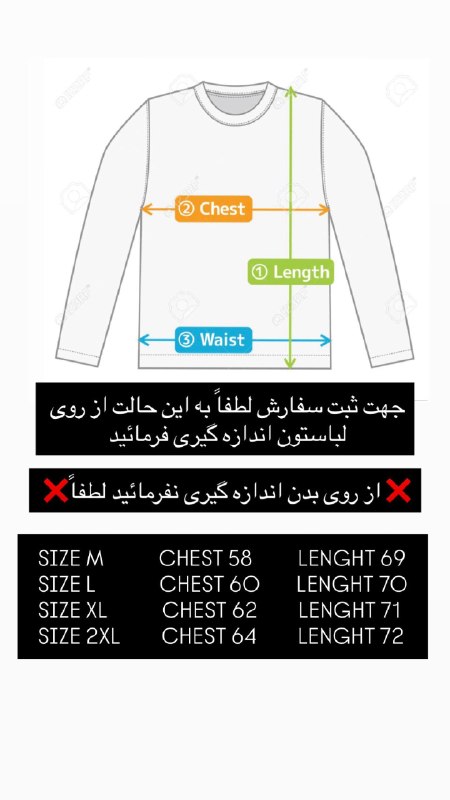 ② Chest
① Length
③ Waist
جهت ثبت سفارش لطفاً به این حالت از روی
لباستون اندازه گیری فرمائید
❌از روی بدن اندازه گیری نفرمائید لطفاً❌
SIZE M CHEST 58 LENGHT 69
SIZE L CHEST 60 LENGHT 70
SIZE XL CHEST 62 LENGHT 71
SIZE 2XL CHEST 64 LENGHT 72